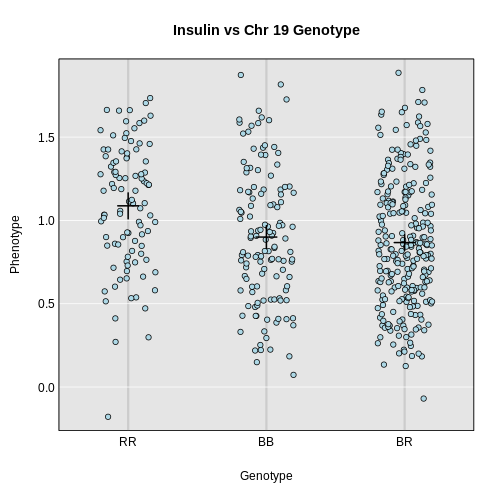 Insulin vs Chr 19 Genotype
Phenotype
1.5
1.0
0.5
0.0
RR BB BR
Genotype